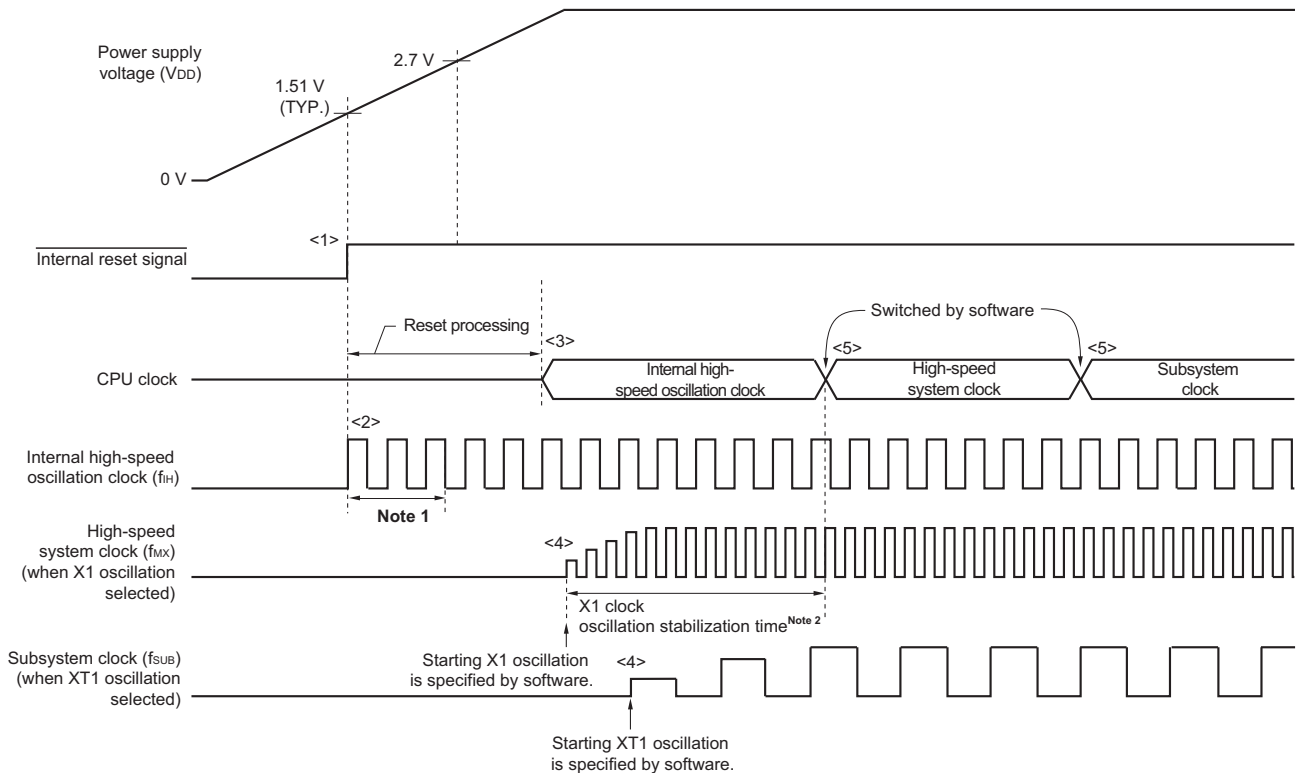 Power supply
voltage (VDD)
2.7 V
1.51 V
(TYP.)
0 V
<1>
Internal reset signal
Reset processing
Switched by software
<3>
<5>
<5>
CPU clock
Internal high-
speed oscillation clock
High-speed
system clock
Subsystem
clock
<2>
Internal high-speed
oscillation clock (fIH)
Note 1
High-speed
system clock (fMX)
(when X1 oscillation
selected)
<4>
X1 clock
oscillation stabilization timeNote 2
Starting X1 oscillation
is specified by software.
<4>
Subsystem clock (fSUB)
(when XT1 oscillation
selected)
Starting XT1 oscillation
is specified by software.